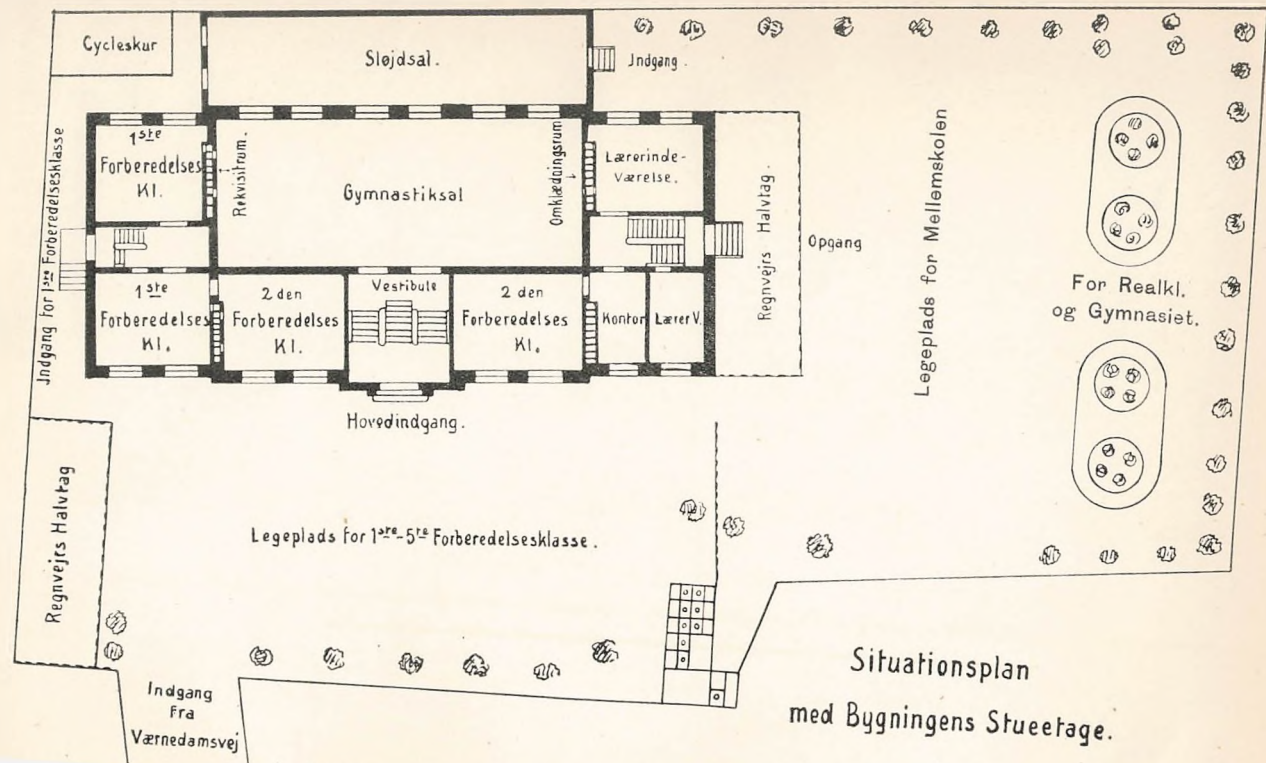 Cycleskur
Sløjdsal.
Jndgang.
1ste
Forberedelses
Kl.
Rekvisitrum.
Gymnastiksal
Omklædningsrum
Lærerinde-
Værelse.
Regnvejrs Halvtag.
Opgang
Legeplads for Mellemskolen
For Realkl.
og Gymnasiet.
Jndgang for 1ste Forberedelsesklasse
1ste
Forberedelses
Kl.
2den
Forberedelses
Kl.
Vestibule
2den
Forberedelses
Kl.
Kontor
Lærer V.
Hovedindgang.
Regnvejrs Halvtag
Legeplads for 1ste-5te Forberedelsesklasse.
Indgang
fra
Værnedamsvej
Situationsplan
med Bygningens Stueetage.